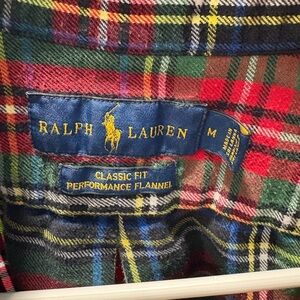 RALPH LAUREN
M
CLASSIC FIT
PERFORMANCE FLANNEL